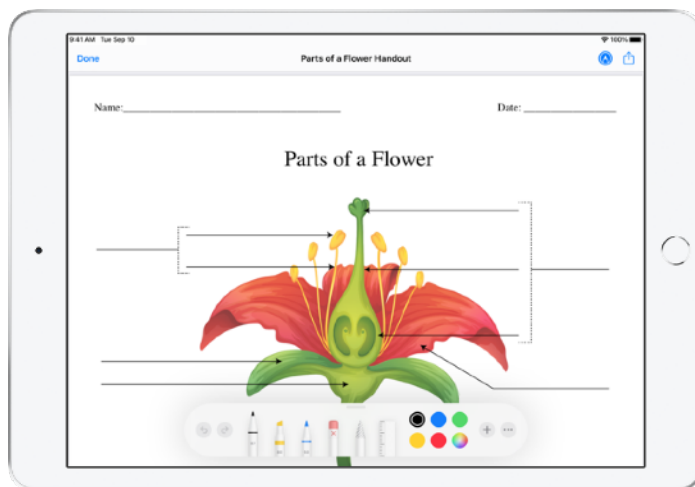 9:41 AM Tue Sep 10
100%
Done
Parts of a Flower Handout
Name:
Date:
Parts of a Flower